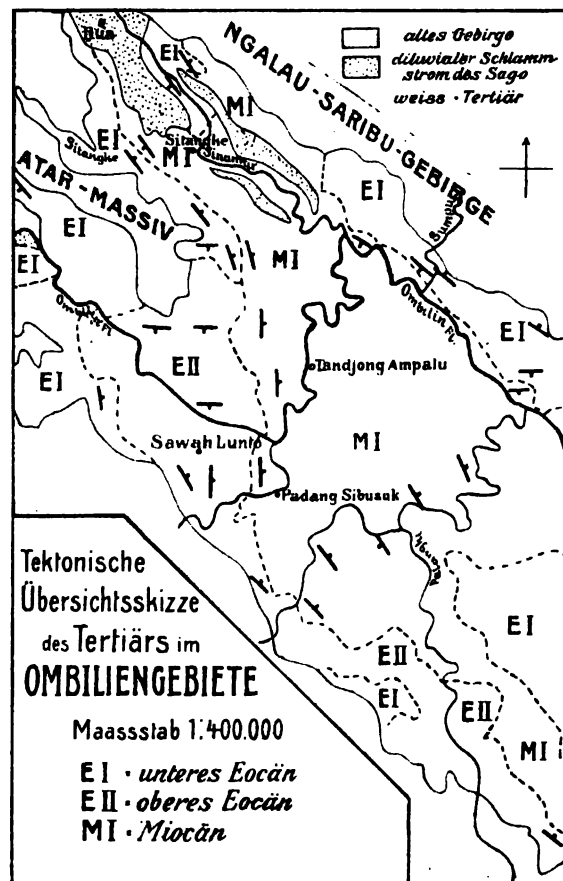 altes Gebirge
diluvialer Schlamm-
strom des Sago
weiss · Tertiär
NGALAU-SARIBU-GEBIRGE
EI
MI
EI
Sitangke
Sitangke
Sinamar
MI
ATAR-MASSIV
EI
EI
EI
MI
Ombilin Fl.
EI
EI
EII
Tandjong Ampalu
MI
Sawah Lunto
Padang Sibusuk
EI
EII
EI
EII
MI
Tektonische
Übersichtsskizze
des Tertiärs im
OMBILIENGEBIETE
Maassstab 1:400.000
EI · unteres Eocän
EII · oberes Eocän
MI · Miocän